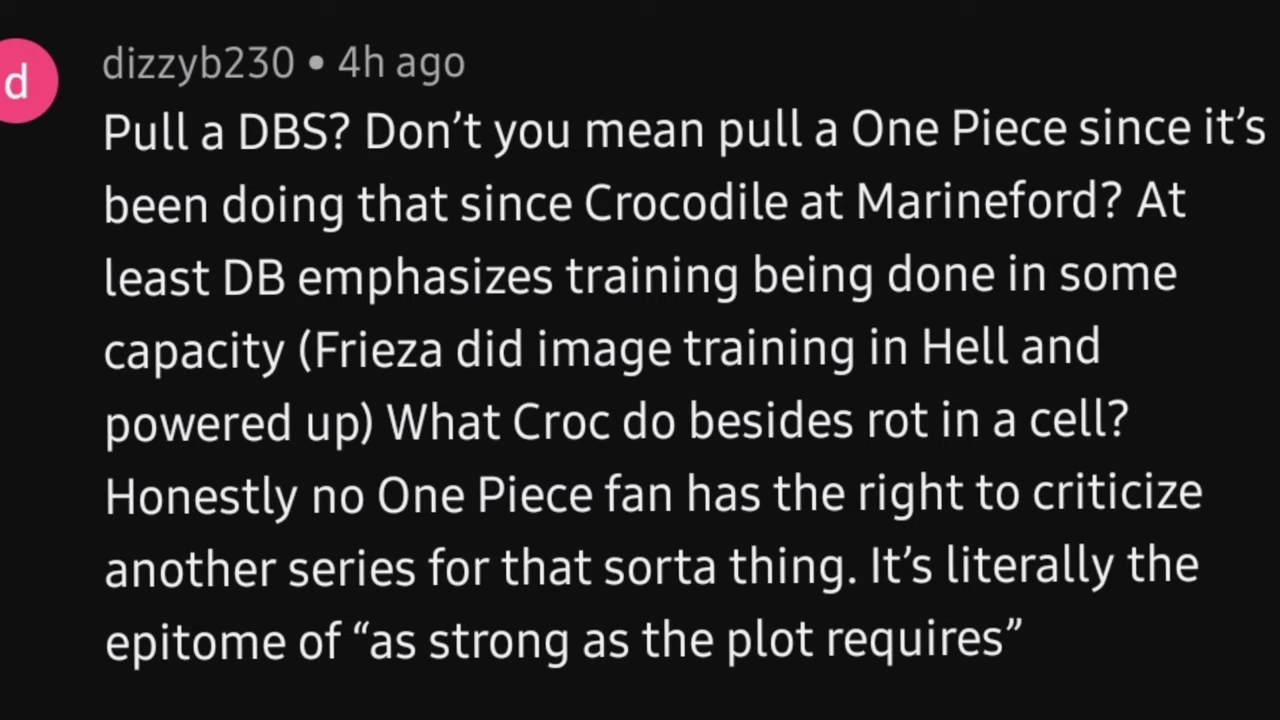 d
dizzyb230 • 4h ago
Pull a DBS? Don’t you mean pull a One Piece since it’s
been doing that since Crocodile at Marineford? At
least DB emphasizes training being done in some
capacity (Frieza did image training in Hell and
powered up) What Croc do besides rot in a cell?
Honestly no One Piece fan has the right to criticize
another series for that sorta thing. It’s literally the
epitome of “as strong as the plot requires”